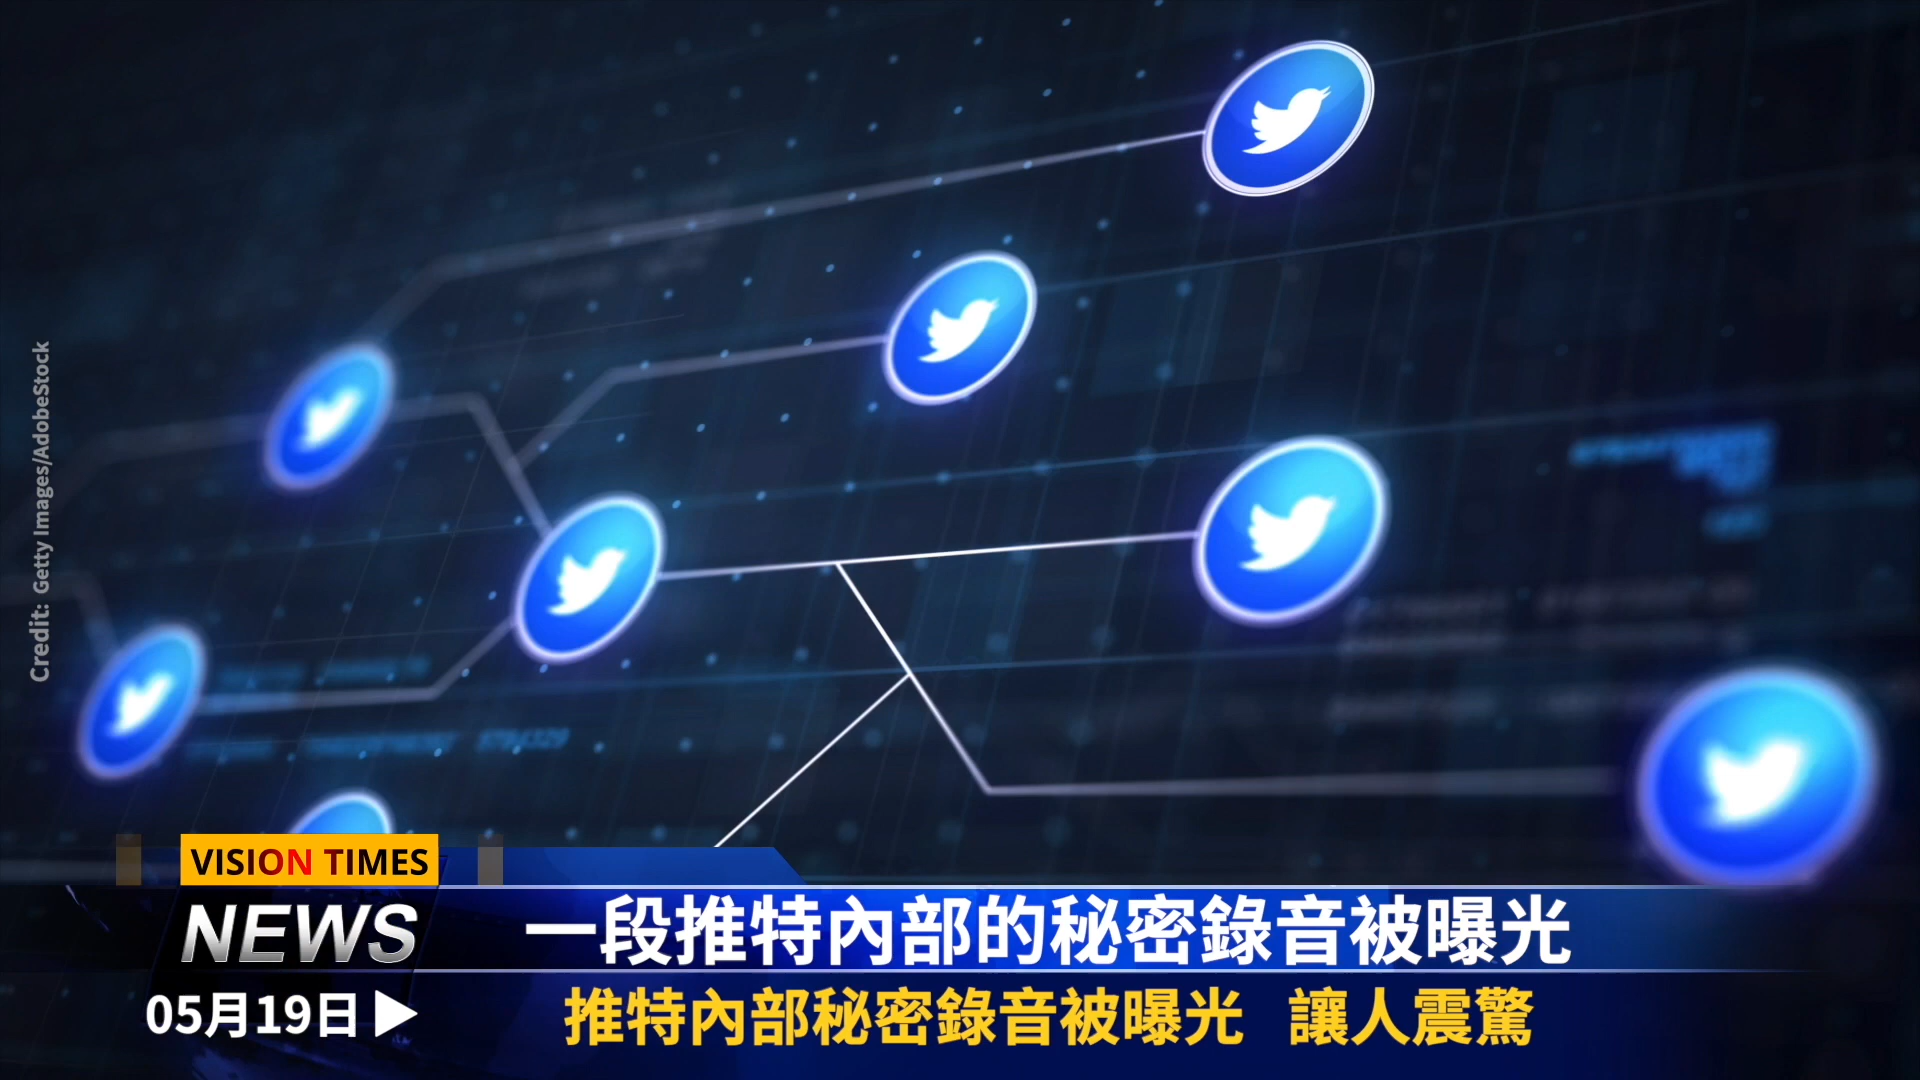 Credit: Getty Images/AdobeStock
VISION TIMES
NEWS
一段推特內部的秘密錄音被曝光
05月19日
推特內部秘密錄音被曝光 讓人震驚